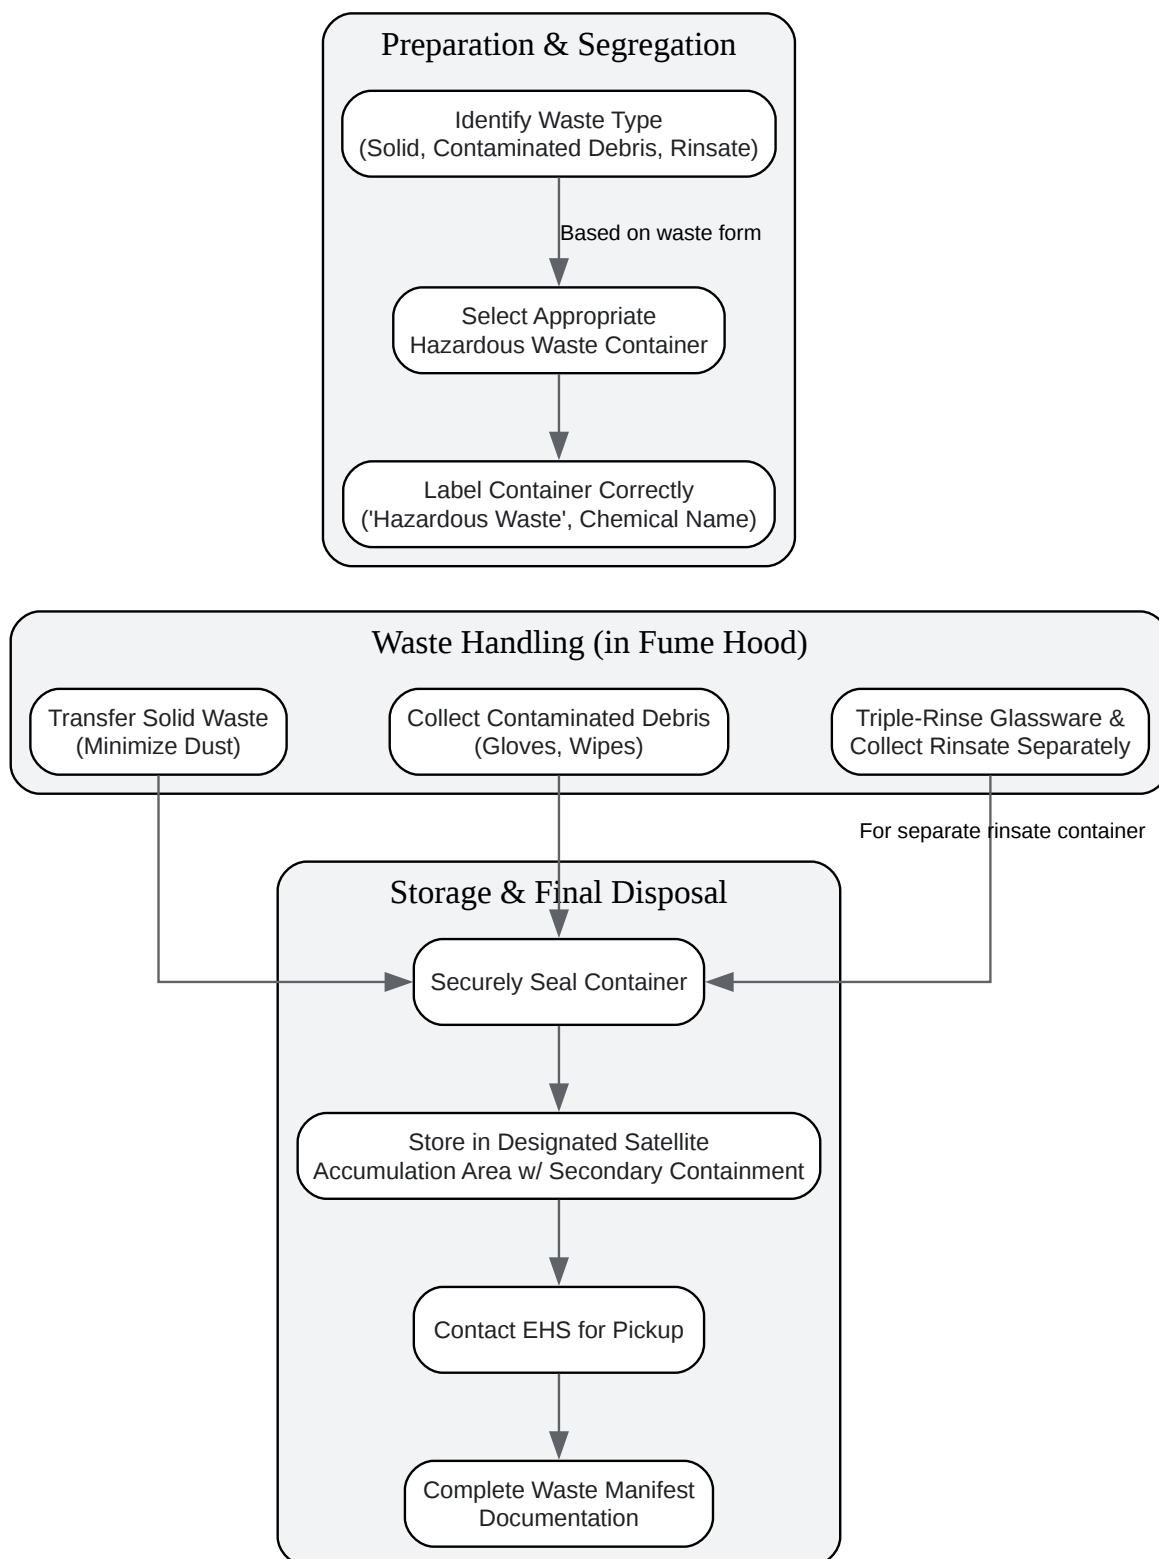 Preparation & Segregation
Identify Waste Type
(Solid, Contaminated Debris, Rinsate)
Based on waste form
Select Appropriate
Hazardous Waste Container
Label Container Correctly
('Hazardous Waste', Chemical Name)
Waste Handling (in Fume Hood)
Transfer Solid Waste
(Minimize Dust)
Collect Contaminated Debris
(Gloves, Wipes)
Triple-Rinse Glassware &
Collect Rinsate Separately
For separate rinsate container
Storage & Final Disposal
Securely Seal Container
Store in Designated Satellite
Accumulation Area w/ Secondary Containment
Contact EHS for Pickup
Complete Waste Manifest
Documentation